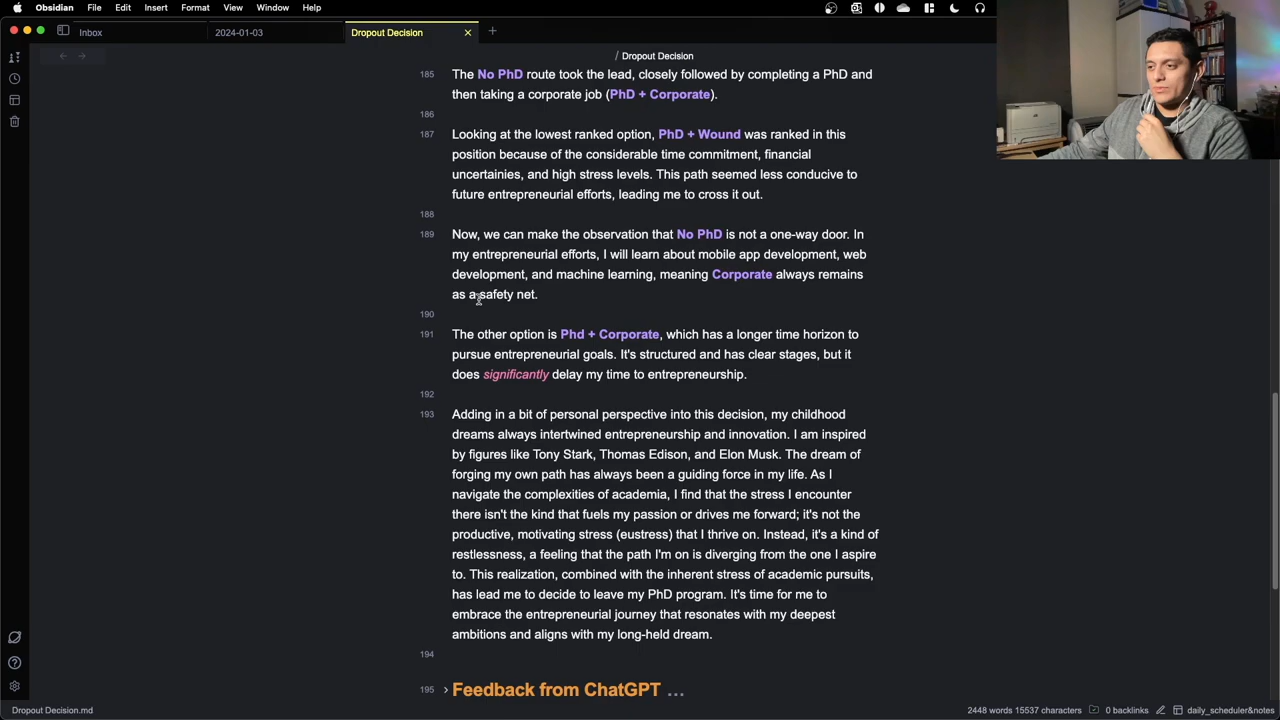 Obsidian File Edit Insert Format View Window Help
Inbox 2024-01-03 Dropout Decision
/ Dropout Decision
185 The No PhD route took the lead, closely followed by completing a PhD and
then taking a corporate job (PhD + Corporate).
186
187 Looking at the lowest ranked option, PhD + Wound was ranked in this
position because of the considerable time commitment, financial
uncertainies, and high stress levels. This path seemed less conducive to
future entrepreneurial efforts, leading me to cross it out.
188
189 Now, we can make the observation that No PhD is not a one-way door. In
my entrepreneurial efforts, I will learn about mobile app development, web
development, and machine learning, meaning Corporate always remains
as a safety net.
190
191 The other option is Phd + Corporate, which has a longer time horizon to
pursue entrepreneurial goals. It's structured and has clear stages, but it
does significantly delay my time to entrepreneurship.
192
193 Adding in a bit of personal perspective into this decision, my childhood
dreams always intertwined entrepreneurship and innovation. I am inspired
by figures like Tony Stark, Thomas Edison, and Elon Musk. The dream of
forging my own path has always been a guiding force in my life. As I
navigate the complexities of academia, I find that the stress I encounter
there isn't the kind that fuels my passion or drives me forward; it's not the
productive, motivating stress (eustress) that I thrive on. Instead, it's a kind of
restlessness, a feeling that the path I'm on is diverging from the one I aspire
to. This realization, combined with the inherent stress of academic pursuits,
has lead me to decide to leave my PhD program. It's time for me to
embrace the entrepreneurial journey that resonates with my deepest
ambitions and aligns with my long-held dream.
194
195 Feedback from ChatGPT ...
Dropout Decision.md 2448 words 15537 characters 0 backlinks daily_scheduler&notes